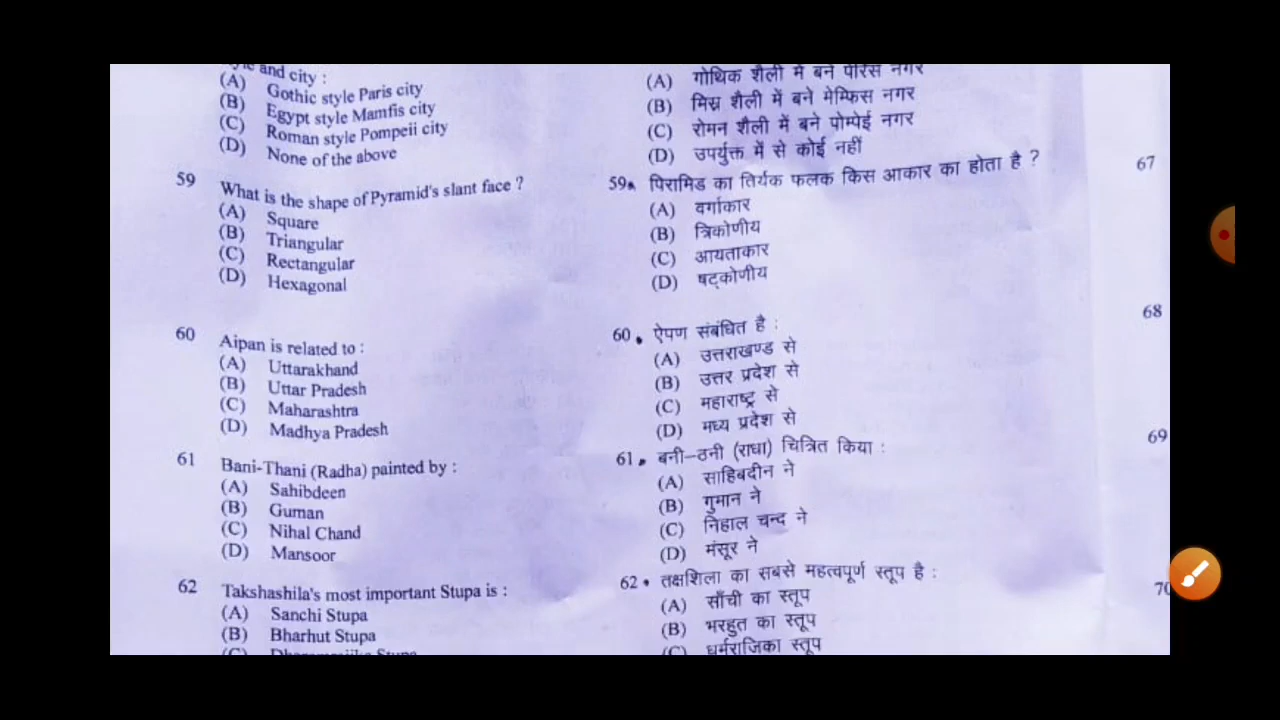 and city :
(A) Gothic style Paris city
(B) Egypt style Mamfis city
(C) Roman style Pompeii city
(D) None of the above
59 What is the shape of Pyramid's slant face ?
(A) Square
(B) Triangular
(C) Rectangular
(D) Hexagonal
60 Aipan is related to :
(A) Uttarakhand
(B) Uttar Pradesh
(C) Maharashtra
(D) Madhya Pradesh
61 Bani-Thani (Radha) painted by :
(A) Sahibdeen
(B) Guman
(C) Nihal Chand
(D) Mansoor
62 Takshashila's most important Stupa is :
(A) Sanchi Stupa
(B) Bharhut Stupa
(A) गोथिक शैली में बने पेरिस नगर
(B) मिस्र शैली में बने मेम्फिस नगर
(C) रोमन शैली में बने पोम्पेई नगर
(D) उपर्युक्त में से कोई नहीं
59. पिरामिड का तिर्यक फलक किस आकार का होता है ?
(A) वर्गाकार
(B) त्रिकोणीय
(C) आयताकार
(D) षट्कोणीय
60. ऐपण संबंधित है :
(A) उत्तराखण्ड से
(B) उत्तर प्रदेश से
(C) महाराष्ट्र से
(D) मध्य प्रदेश से
61. बनी–ठनी (राधा) चित्रित किया :
(A) साहिबदीन ने
(B) गुमान ने
(C) निहाल चन्द ने
(D) मंसूर ने
62. तक्षशिला का सबसे महत्वपूर्ण स्तूप है :
(A) साँची का स्तूप
(B) भरहुत का स्तूप
(C) धर्मराजिका स्तूप
67
68
69
70